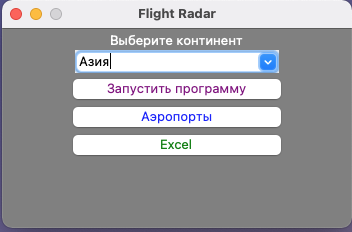 Flight Radar
Выберите континент
Азия
Запустить программу
Аэропорты
Excel